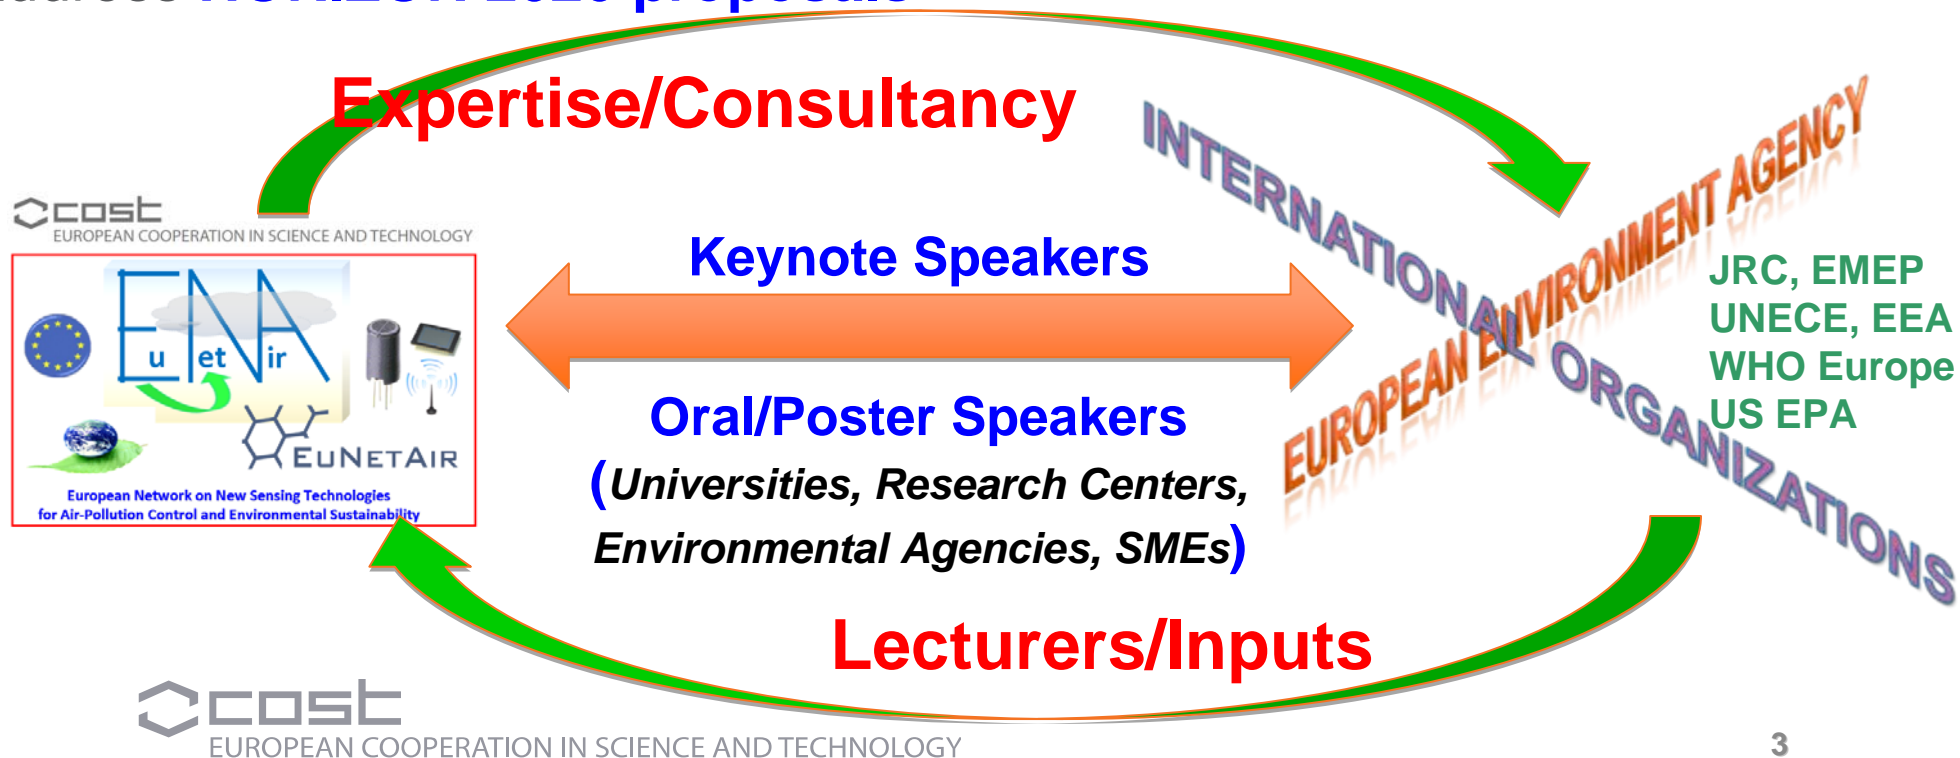 proposals
Expertise/Consultancy
INTERNATIONAL ORGANIZATIONS
EUROPEAN ENVIRONMENT AGENCY
cost
EUROPEAN COOPERATION IN SCIENCE AND TECHNOLOGY
ENA
u et ir
EUNETAIR
European Network on New Sensing Technologies
for Air-Pollution Control and Environmental Sustainability
Keynote Speakers
Oral/Poster Speakers
(Universities, Research Centers,
Environmental Agencies, SMEs)
JRC, EMEP
UNECE, EEA
WHO Europe
US EPA
Lecturers/Inputs
cost
EUROPEAN COOPERATION IN SCIENCE AND TECHNOLOGY
3